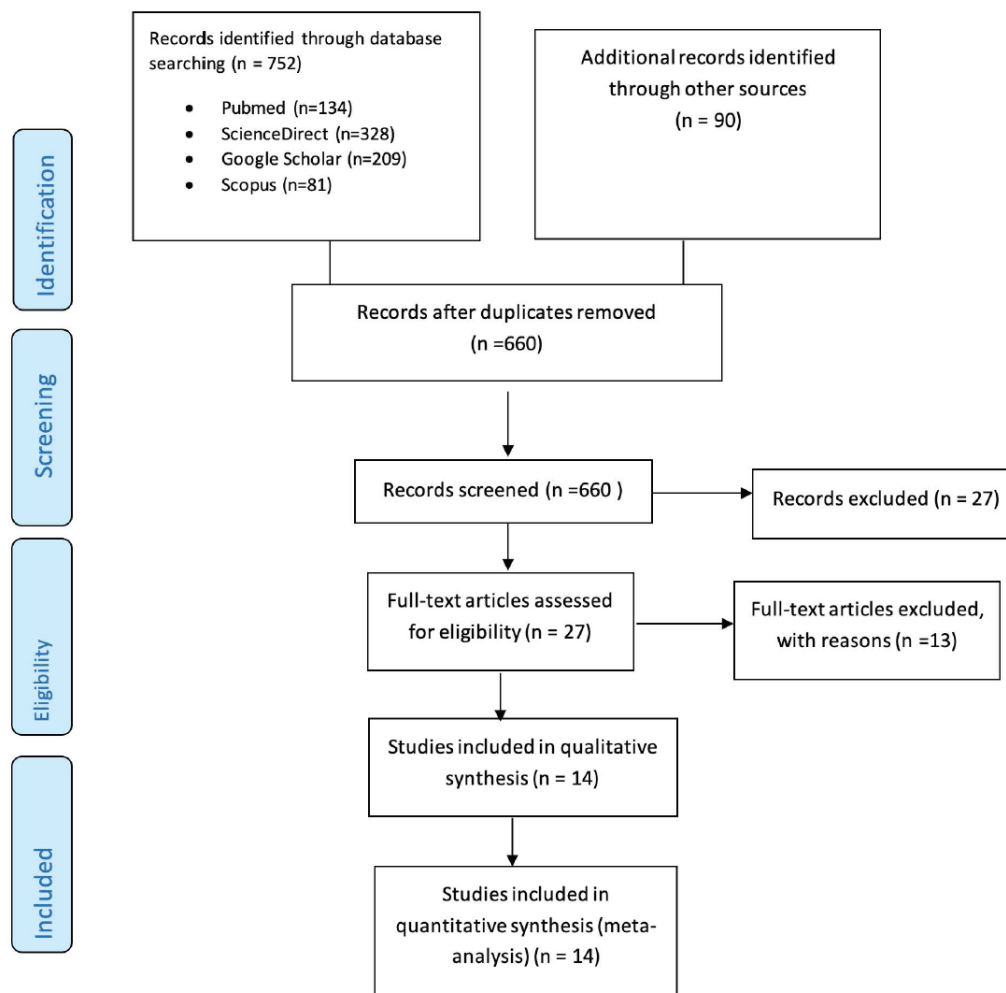 Records identified through database
searching (n = 752)
• Pubmed (n=134)
• ScienceDirect (n=328)
• Google Scholar (n=209)
• Scopus (n=81)
Additional records identified
through other sources
(n = 90)
Identification
Records after duplicates removed
(n =660)
Screening
Records screened (n =660 )
Records excluded (n = 27)
Eligibility
Full-text articles assessed
for eligibility (n = 27)
Full-text articles excluded,
with reasons (n =13)
Studies included in qualitative
synthesis (n = 14)
Included
Studies included in
quantitative synthesis (meta-
analysis) (n = 14)